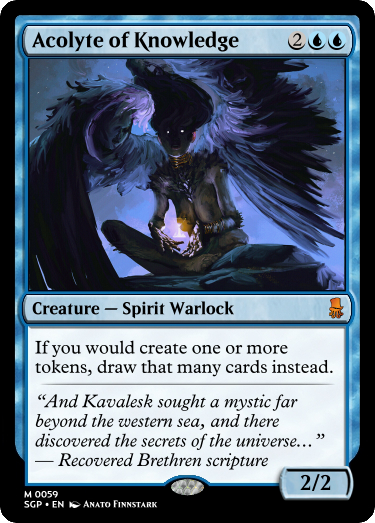 Acolyte of Knowledge 2
Creature — Spirit Warlock
If you would create one or more
tokens, draw that many cards instead.
“And Kavalesk sought a mystic far
beyond the western sea, and there
discovered the secrets of the universe…”
— Recovered Brethren scripture
2/2
M 0059
SGP • EN Anato Finnstark